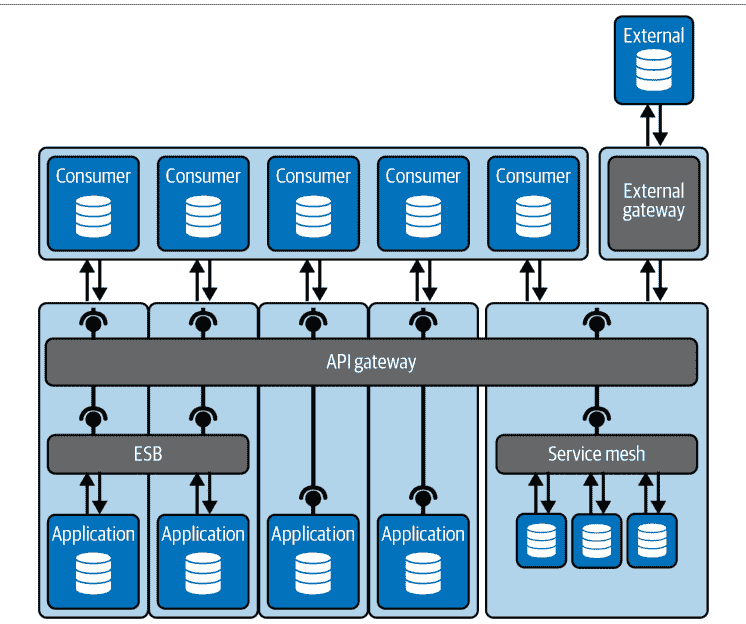 External
Consumer
Consumer
Consumer
Consumer
Consumer
External
gateway
API gateway
ESB
Service mesh
Application
Application
Application
Application